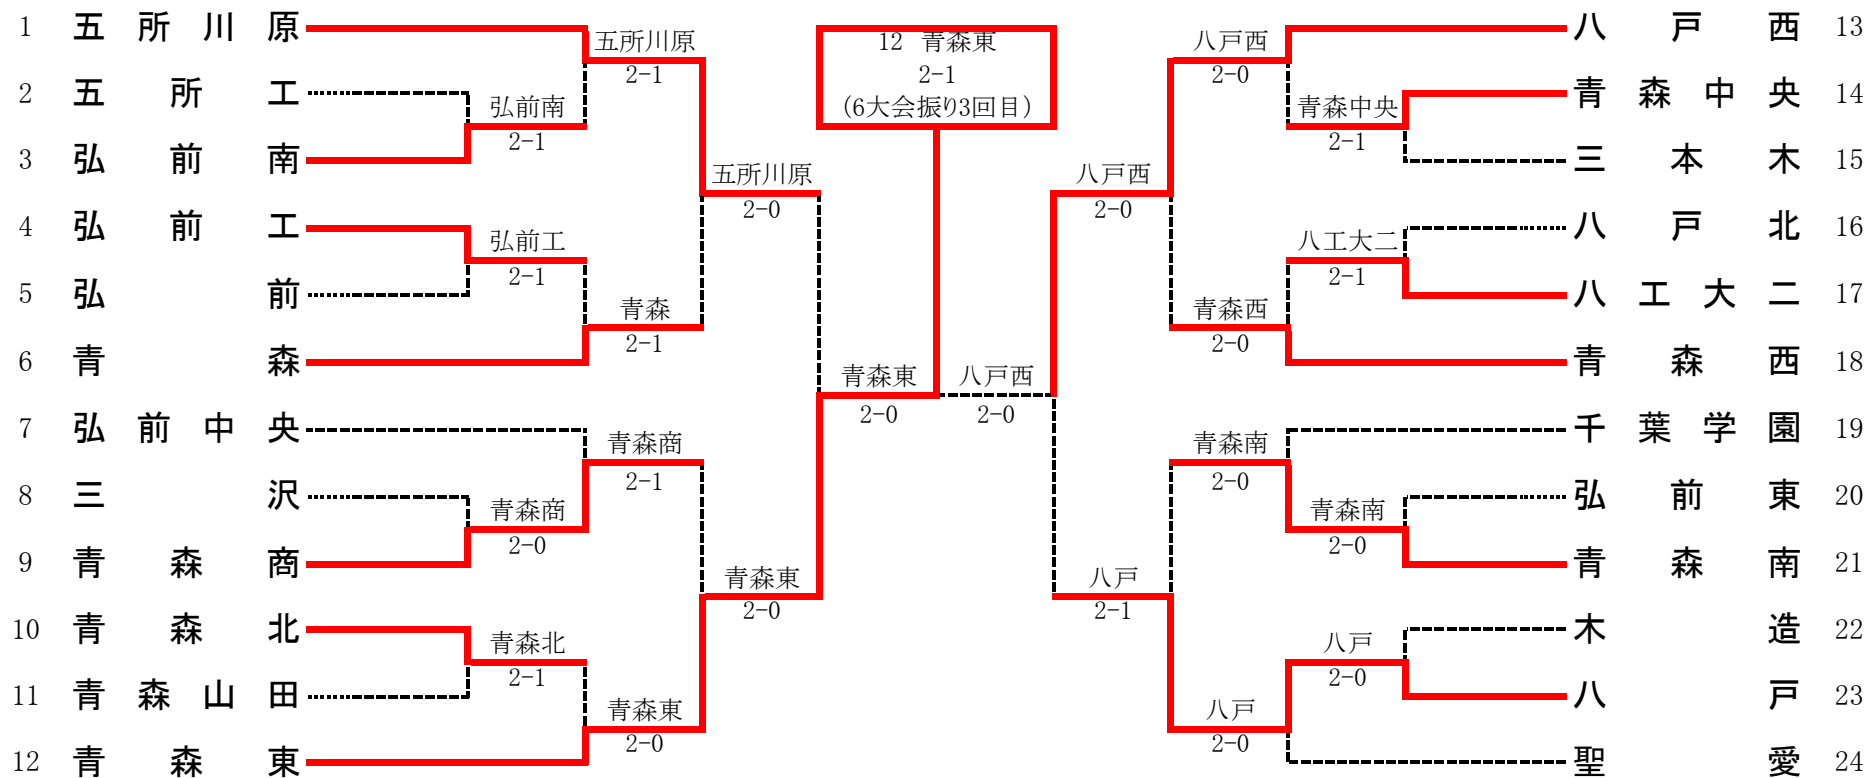 1 五所川原
2 五所工
3 弘前南
4 弘前工
5 弘前
6 青森
7 弘前中央
8 三沢
9 青森商
10 青森北
11 青森山田
12 青森東
弘前南
2-1
弘前工
2-1
青森商
2-0
青森北
2-1
五所川原
2-1
青森
2-1
青森商
2-1
青森東
2-0
五所川原
2-0
青森東
2-0
青森東
2-0
12 青森東
2-1
(6大会振り3回目)
八戸西
2-0
八戸西
2-0
八戸
2-1
八戸西
2-0
青森西
2-0
青森南
2-0
八戸
2-0
青森中央
2-1
八工大二
2-1
青森南
2-0
八戸
2-0
八戸西 13
青森中央 14
三本木 15
八戸北 16
八工大二 17
青森西 18
千葉学園 19
弘前東 20
青森南 21
木造 22
八戸 23
聖愛 24